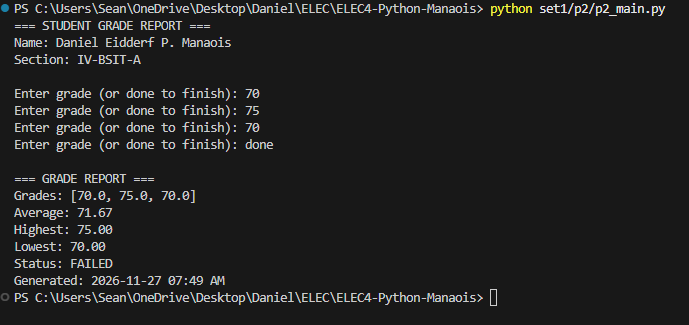 PS C:\Users\Sean\OneDrive\Desktop\Daniel\ELEC\ELEC4-Python-Manaois> python set1/p2/p2_main.py
=== STUDENT GRADE REPORT ===
Name: Daniel Eidderf P. Manaois
Section: IV-BSIT-A
Enter grade (or done to finish): 70
Enter grade (or done to finish): 75
Enter grade (or done to finish): 70
Enter grade (or done to finish): done
=== GRADE REPORT ===
Grades: [70.0, 75.0, 70.0]
Average: 71.67
Highest: 75.00
Lowest: 70.00
Status: FAILED
Generated: 2026-11-27 07:49 AM
PS C:\Users\Sean\OneDrive\Desktop\Daniel\ELEC\ELEC4-Python-Manaois>